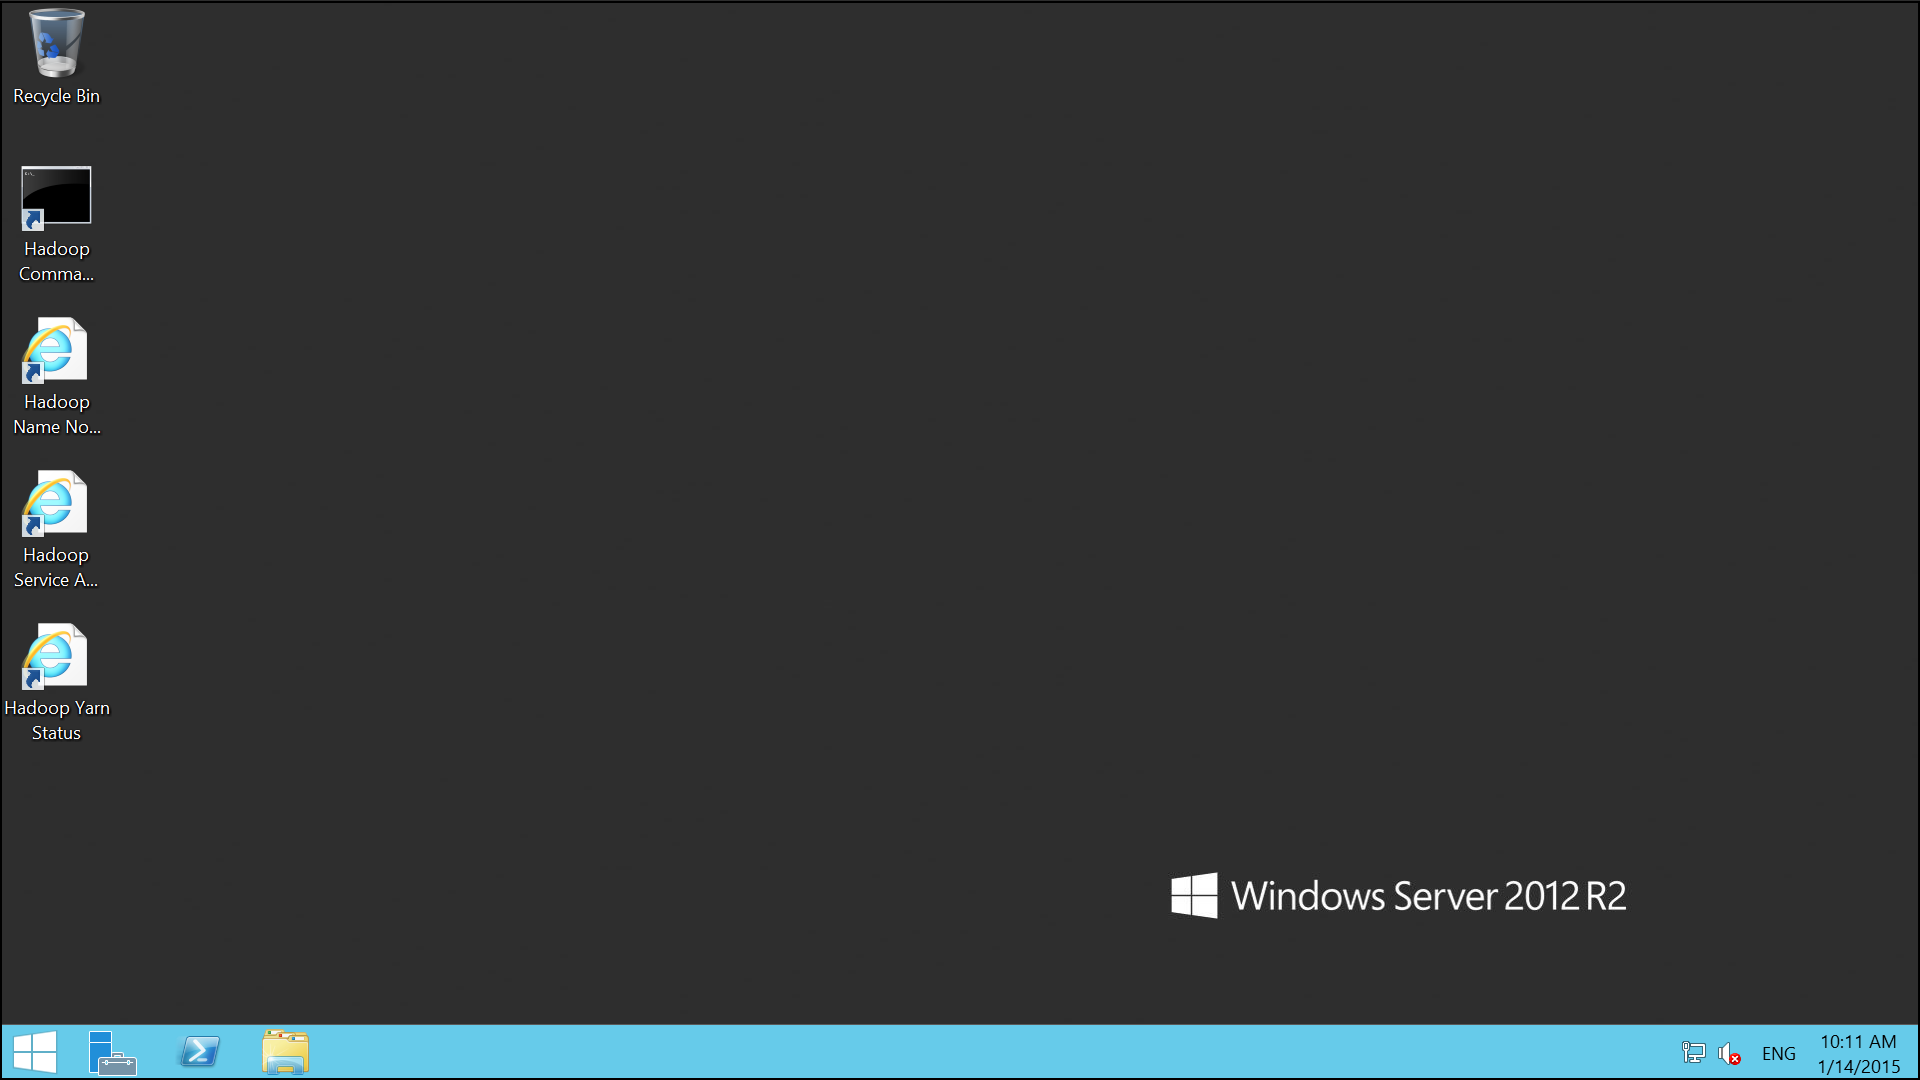 Recycle Bin
Hadoop
Comma...
Hadoop
Name No...
Hadoop
Service A...
Hadoop Yarn
Status
Windows Server 2012 R2
ENG
10:11 AM
1/14/2015